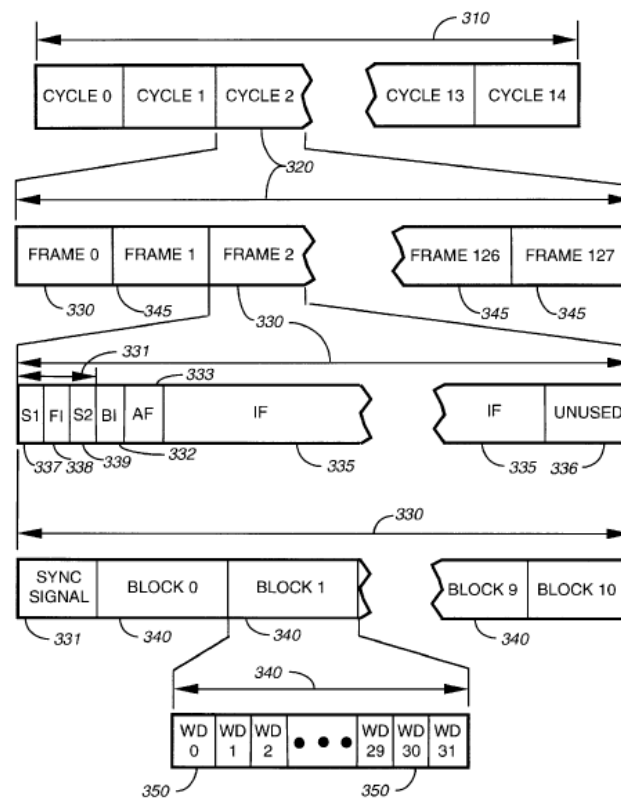 310
CYCLE 0 CYCLE 1 CYCLE 2 CYCLE 13 CYCLE 14
320
FRAME 0 FRAME 1 FRAME 2 FRAME 126 FRAME 127
330 345 330 345 345
331 333 330
S1 FI S2 BI AF IF IF UNUSED
337 338 339 332 335 335 336
330
SYNC
SIGNAL BLOCK 0 BLOCK 1 BLOCK 9 BLOCK 10
331 340 340 340
340
WD WD WD WD WD WD
0 1 2 29 30 31
350 350